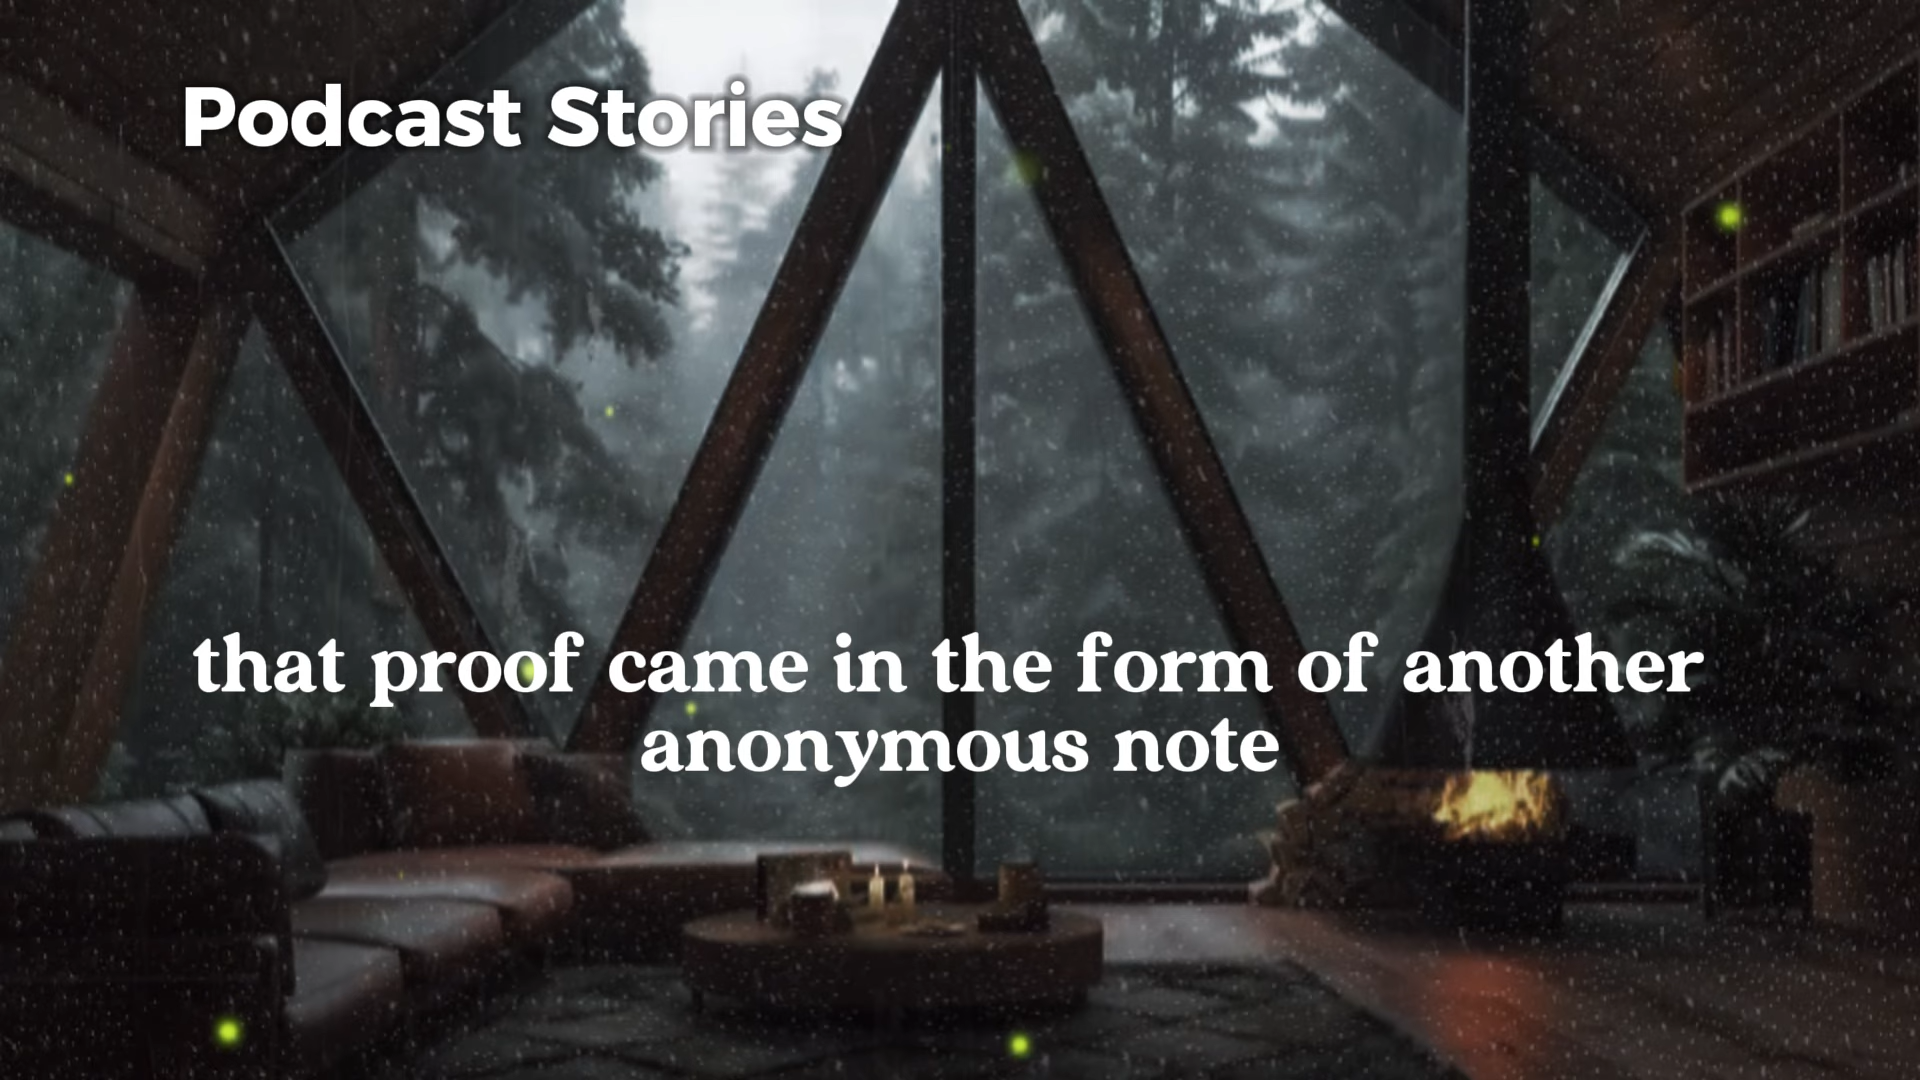 Podcast Stories
that proof came in the form of another
anonymous note